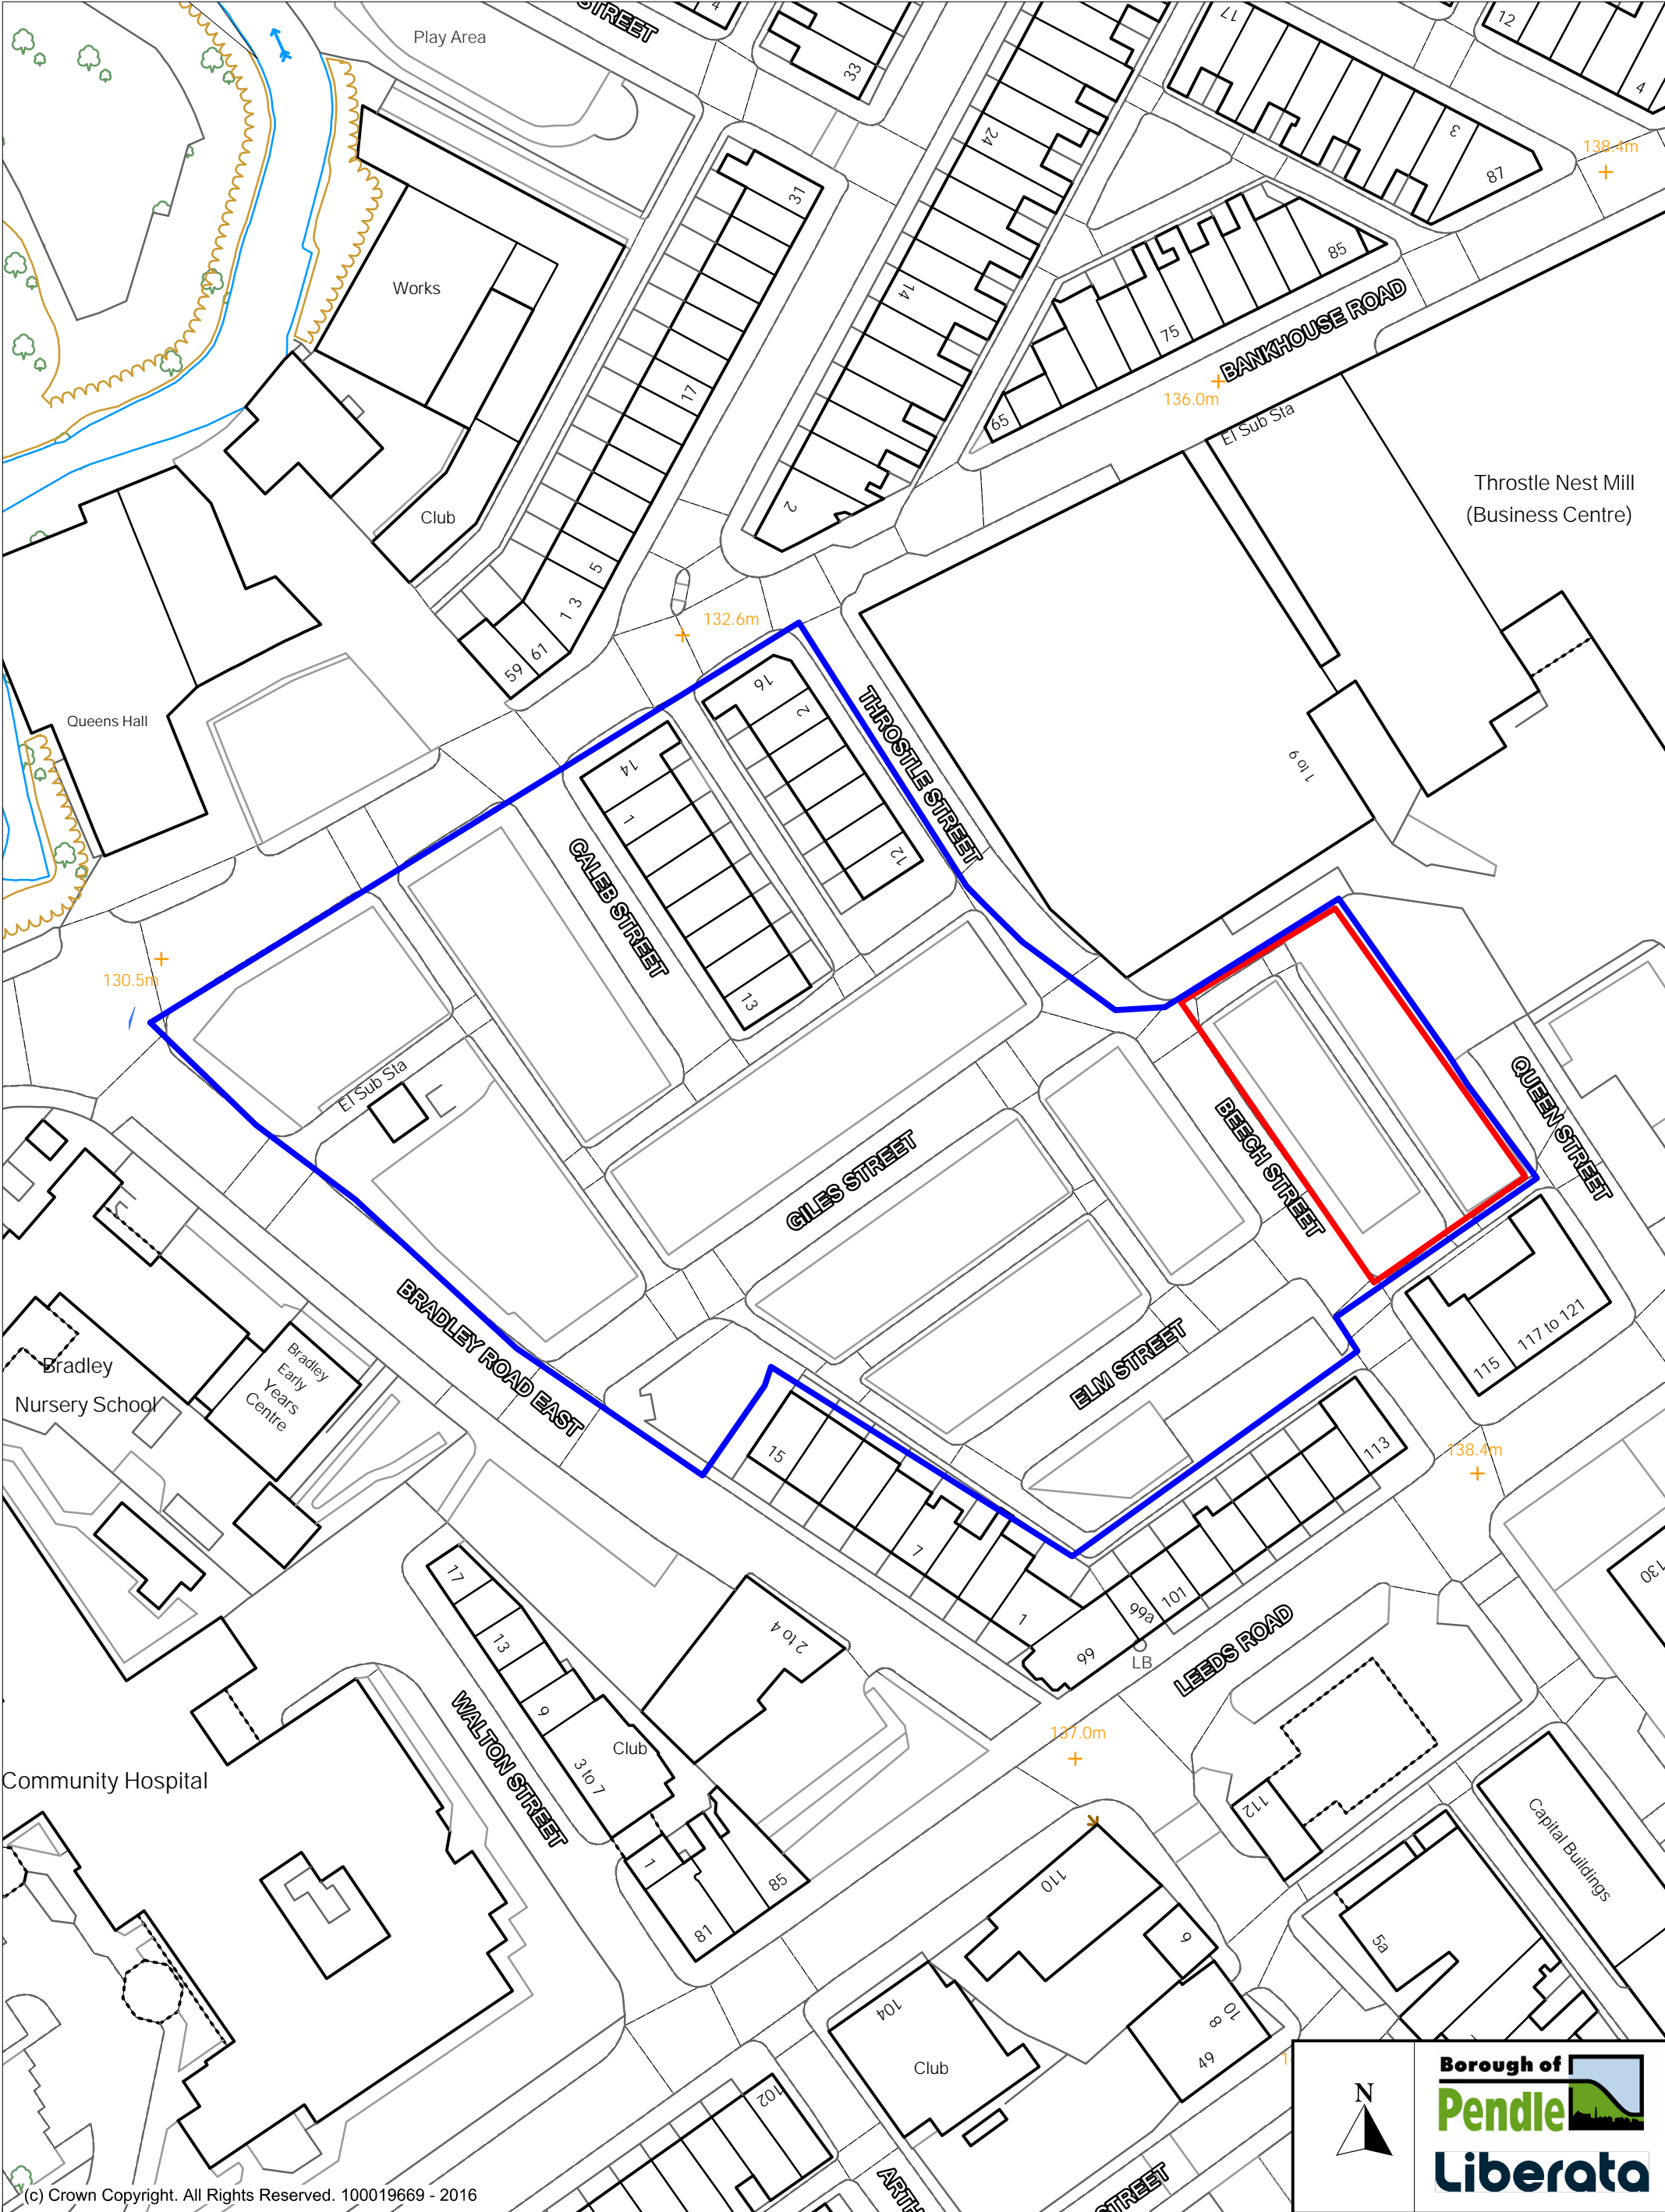 STREET
4
Play Area
33
17
12
4
3
87
138.4m
24
31
85
Works
14
75
BANKHOUSE ROAD
136.0m
17
65
El Sub Sta
Throstle Nest Mill
(Business Centre)
2
Club
5
1 3
132.6m
61
59
16
2
THROSTLE STREET
Queens Hall
14
1
1 to 9
12
CALEB STREET
130.5m
13
El Sub Sta
QUEEN STREET
BEECH STREET
GILES STREET
BRADLEY ROAD EAST
ELM STREET
117 to 121
115
Bradley
Nursery School
Bradley
Early
Years
Centre
15
113
138.4m
7
17
13
9
3 to 7
Club
2 to 4
1
99
99a
101
LB
LEEDS ROAD
130
WALTON STREET
137.0m
Community Hospital
112
Capital Buildings
1
85
81
110
9
5a
104
Club
10
8
49
102
ARTH
STREET
N
Borough of
Pendle
Liberata
(c) Crown Copyright. All Rights Reserved. 100019669 - 2016